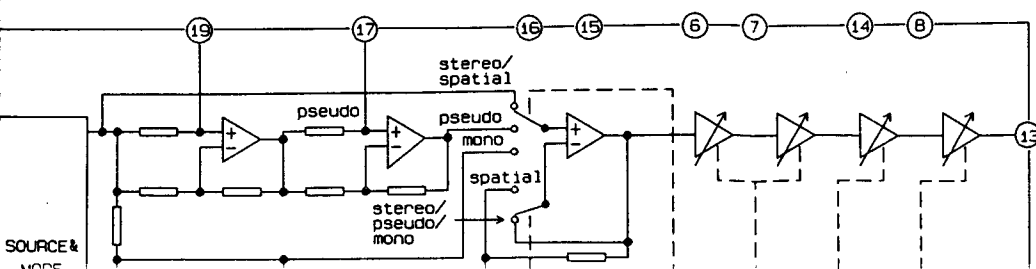 19
17
16
15
6
7
14
8
stereo/
spatial
pseudo
pseudo
mono
13
spatial
stereo/
pseudo/
mono
SOURCE &
MODE